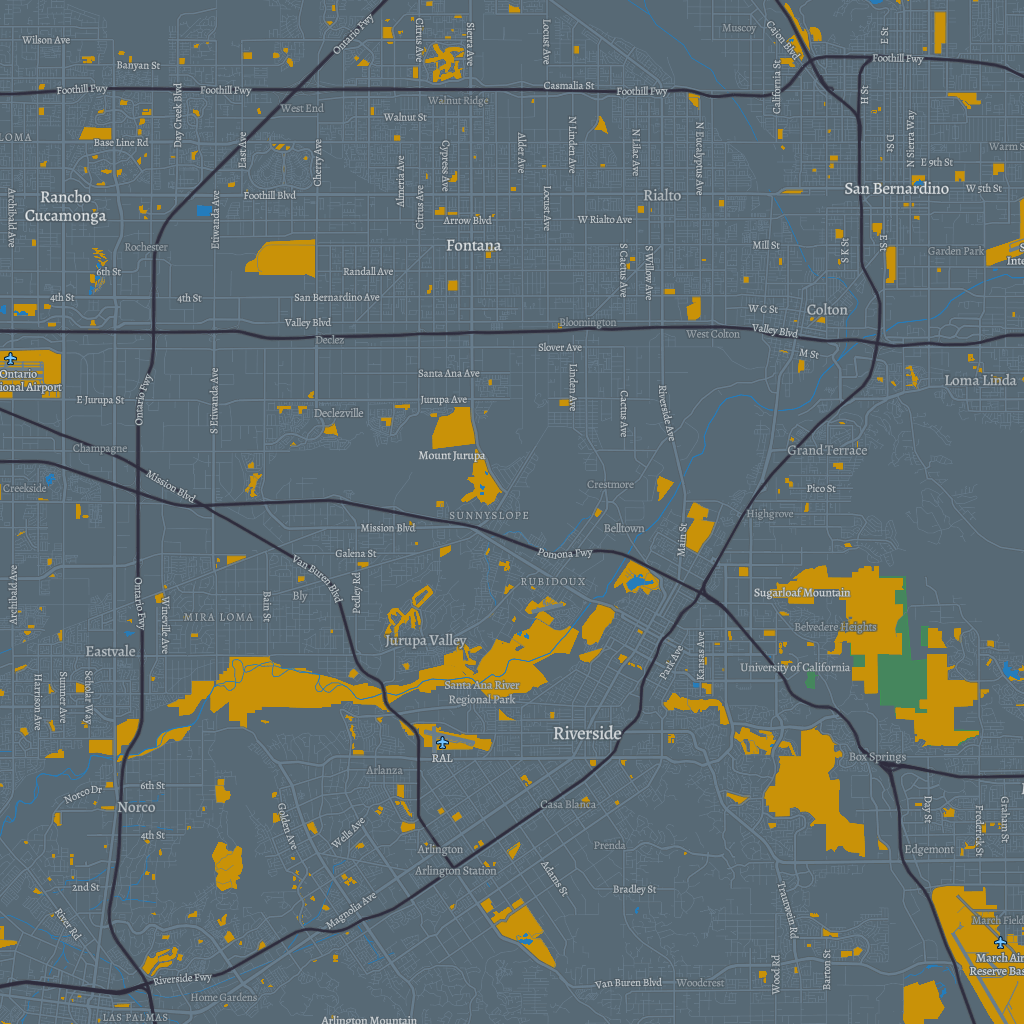 Wilson Ave
Banyan St
Foothill Fwy
Foothill Fwy
Ontario Fwy
Citrus Ave
Sierra Ave
Locust Ave
Casmalia St
Foothill Fwy
Muscoy
Cajon Blvd
California St
E St
Foothill Fwy
H St
West End
Walnut Ridge
Walnut St
LOMA
Base Line Rd
Day Creek Blvd
East Ave
Cherry Ave
Almeria Ave
Cypress Ave
Citrus Ave
Alder Ave
N Linden Ave
Locust Ave
N Lilac Ave
N Eucalyptus Ave
D St
N Sierra Way
E 9th St
Warm S
Rancho
Cucamonga
Archibald Ave
Etiwanda Ave
Foothill Blvd
Arrow Blvd
Fontana
W Rialto Ave
Rialto
San Bernardino
W 5th St
Mill St
S K St
E St
Garden Park
S
Inte
Rochester
6th St
4th St
4th St
Randall Ave
San Bernardino Ave
S Cactus Ave
S Willow Ave
W C St
Colton
Valley Blvd
Declez
Bloomington
West Colton
Valley Blvd
Slover Ave
M St
Ontario
ional Airport
E Jurupa St
Ontario Fwy
S Etiwanda Ave
Santa Ana Ave
Jurupa Ave
Declezville
Linden Ave
Cactus Ave
Riverside Ave
Loma Linda
Grand Terrace
Champagne
Mission Blvd
Creekside
Mount Jurupa
Crestmore
Pico St
SUNNYSLOPE
Mission Blvd
Belltown
Main St
Highgrove
Galena St
Pomona Fwy
Van Buren Blvd
Archibald Ave
Ontario Fwy
Wineville Ave
Bain St
Bly
Pedley Rd
RUBIDOUX
Sugarloaf Mountain
MIRA LOMA
Jurupa Valley
Belvedere Heights
Eastvale
Harrison Ave
Sumner Ave
Scholar Way
Park Ave
Kansas Ave
University of California
Santa Ana River
Regional Park
Riverside
RAL
Arlanza
Box Springs
Norco Dr
6th St
Norco
4th St
Golden Ave
Wells Ave
Casa Blanca
Day St
Frederick St
Graham St
Arlington
Prenda
Edgemont
Arlington Station
2nd St
Adams St
Bradley St
Trautwein Rd
River Rd
Magnolia Ave
March Field
March Air
Reserve Bas
Riverside Fwy
Home Gardens
Van Buren Blvd
Woodcrest
Wood Rd
Barton St
LAS PALMAS
Arlington Mountain